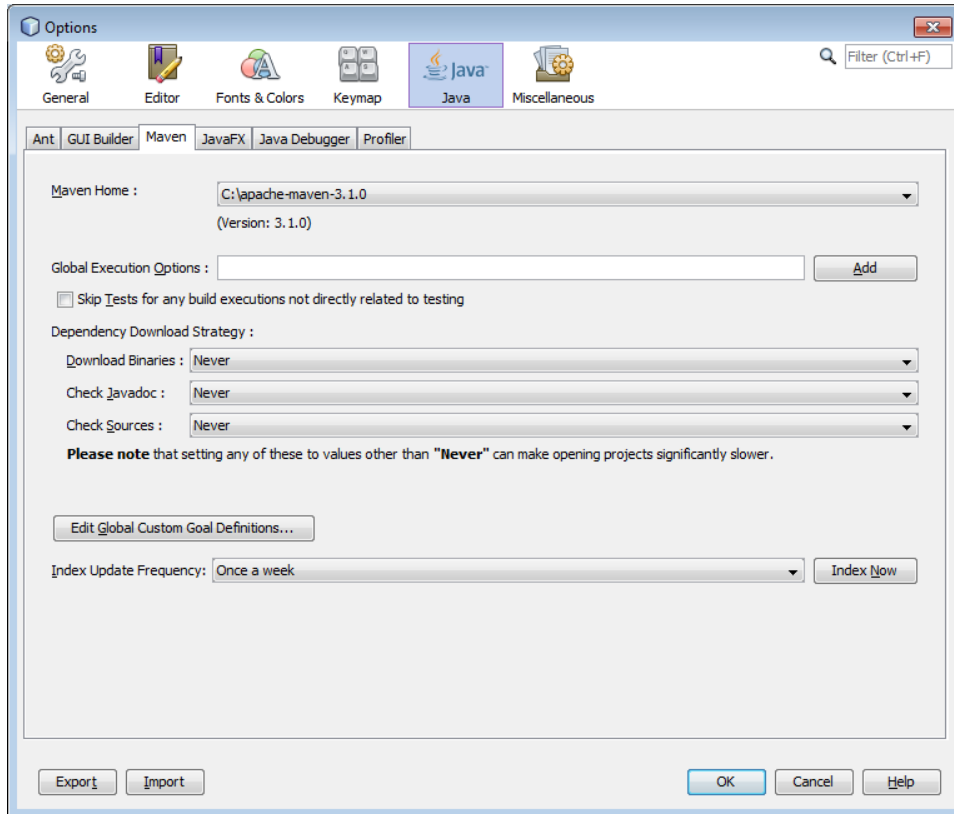 Options
Filter (Ctrl+F)
General Editor Fonts & Colors Keymap Java Miscellaneous
Ant GUI Builder Maven JavaFX Java Debugger Profiler
Maven Home : C:\apache-maven-3.1.0
(Version: 3.1.0)
Global Execution Options : Add
Skip Tests for any build executions not directly related to testing
Dependency Download Strategy :
Download Binaries : Never
Check Javadoc : Never
Check Sources : Never
Please note that setting any of these to values other than "Never" can make opening projects significantly slower.
Edit Global Custom Goal Definitions...
Index Update Frequency: Once a week Index Now
Export Import OK Cancel Help